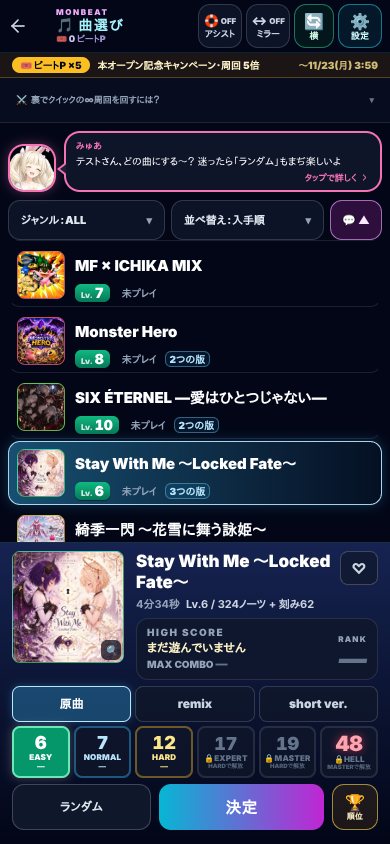 MONBEAT
🎵 曲選び
🎟️ 0 ビートP
🛟 OFF
アシスト
↔ OFF
ミラー
🔄
横
⚙️
設定
🎟️ ビートP ×5 本オープン記念キャンペーン・周回 5倍 〜11/23(月) 3:59
⚔️ 裏でクイックの∞周回を回すには?
みゅあ
テストさん、どの曲にする〜? 迷ったら「ランダム」もまぢ楽しいよ
タップで詳しく 〉
ジャンル：ALL ▼
並べ替え：入手順 ▼
💬 ▲
MF × ICHIKA MIX
Lv. 7 未プレイ
Monster Hero
Lv. 8 未プレイ 2つの版
SIX ÉTERNEL ―愛はひとつじゃない―
Lv. 10 未プレイ 2つの版
Stay With Me 〜Locked Fate〜
Lv. 6 未プレイ 3つの版
綺季一閃 〜花雪に舞う詠姫〜
Stay With Me 〜Locked
Fate〜
♡
4分34秒 Lv.6 / 324ノーツ + 刻み62
HIGH SCORE
まだ遊んでいません
MAX COMBO —
RANK
—
原曲
remix
short ver.
6
EASY
—
7
NORMAL
—
12
HARD
—
17
🔒EXPERT
HARDで解放
19
🔒MASTER
HARDで解放
48
🔒HELL
MASTERで解放
ランダム
決定
🏆
順位